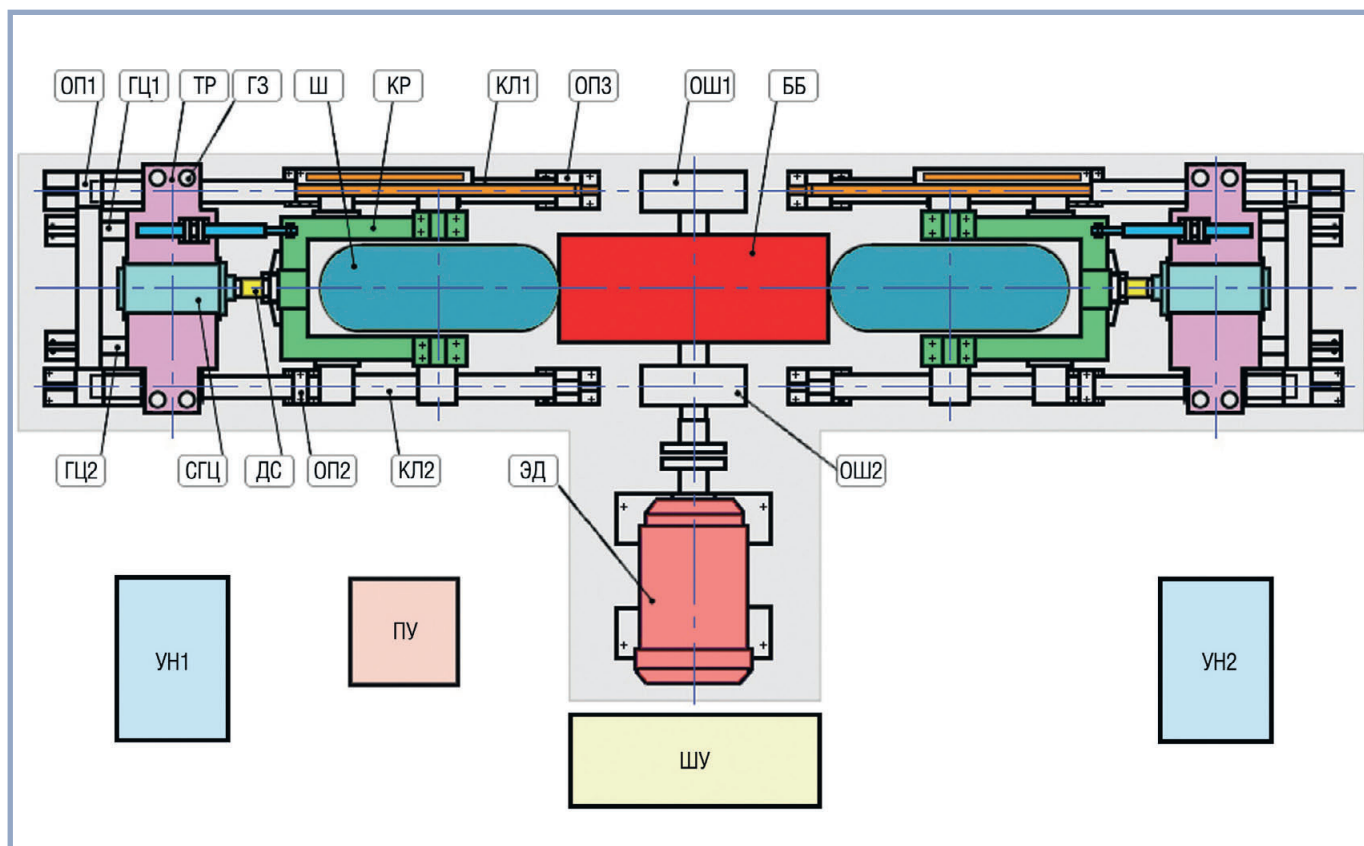 ОП1 ГЦ1 ТР ГЗ Ш КР КЛ1 ОП3 ОШ1 ББ
ГЦ2 СГЦ ДС ОП2 КЛ2 ЭД ОШ2
УН1 ПУ УН2
ШУ